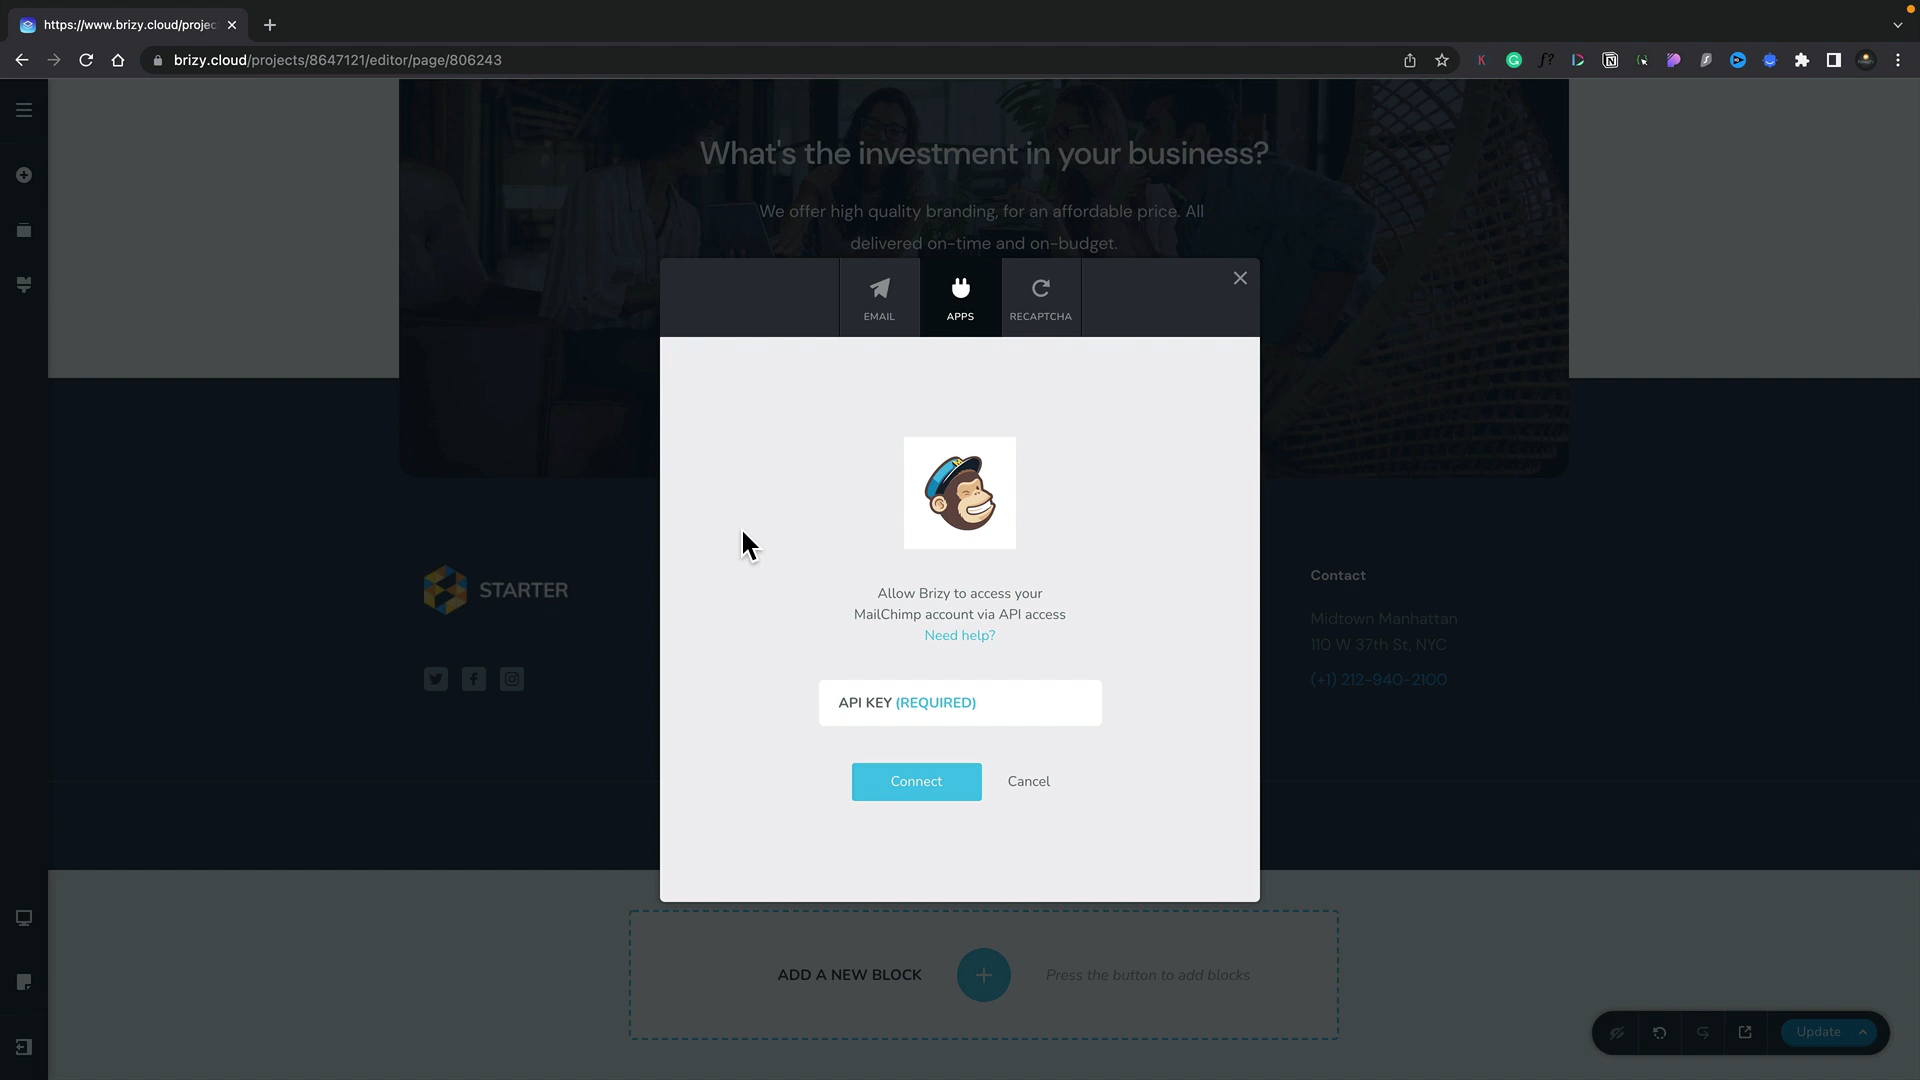 https://www.brizy.cloud/projec
brizy.cloud/projects/8647121/editor/page/806243
What's the investment in your business?
We offer high quality branding, for an affordable price. All
delivered on-time and on-budget.
EMAIL
APPS
RECAPTCHA
Allow Brizy to access your
MailChimp account via API access
Need help?
API KEY (REQUIRED)
Connect
Cancel
STARTER
Contact
Midtown Manhattan
110 W 37th St, NYC
(+1) 212-940-2100
ADD A NEW BLOCK
Press the button to add blocks
Update